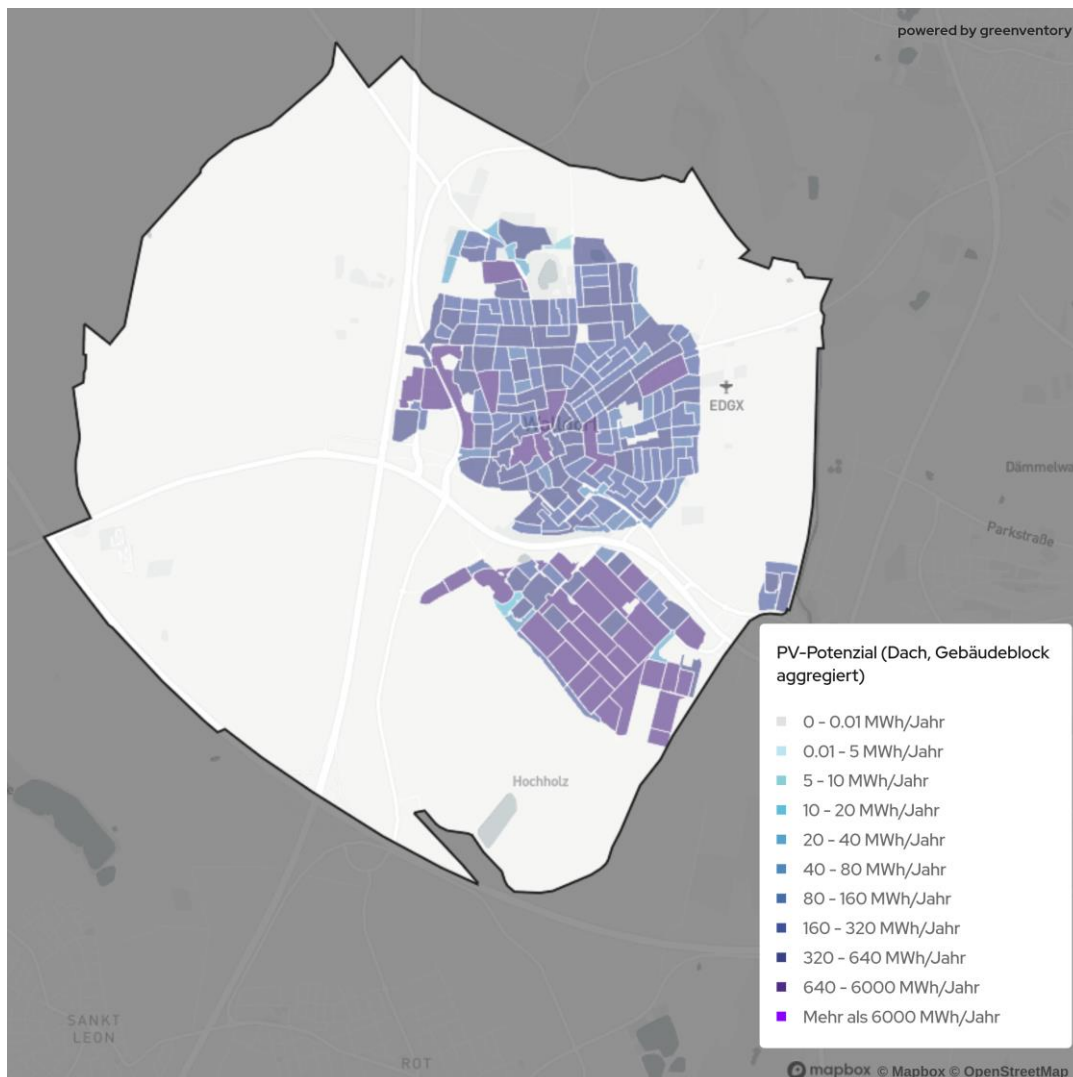 powered by greenventory
EDGX
Walldorf
Dämmelwa
Parkstraße
PV-Potenzial (Dach, Gebäudeblock
aggregiert)
0 - 0.01 MWh/Jahr
0.01 - 5 MWh/Jahr
5 - 10 MWh/Jahr
10 - 20 MWh/Jahr
20 - 40 MWh/Jahr
40 - 80 MWh/Jahr
80 - 160 MWh/Jahr
160 - 320 MWh/Jahr
320 - 640 MWh/Jahr
640 - 6000 MWh/Jahr
Mehr als 6000 MWh/Jahr
Hochholz
SANKT
LEON
ROT
mapbox © Mapbox © OpenStreetMap